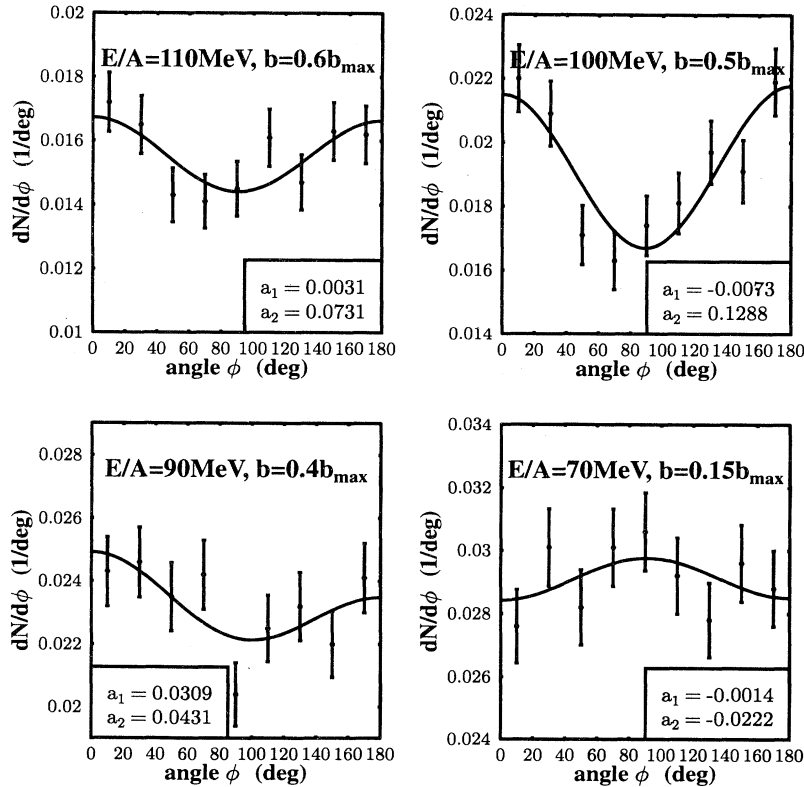 E/A=110MeV, b=0.6b_max
dN/dϕ (1/deg)
0.02
0.018
0.016
0.014
0.012
0.01
a₁ = 0.0031
a₂ = 0.0731
0 20 40 60 80 100 120 140 160 180
angle ϕ (deg)
E/A=100MeV, b=0.5b_max
dN/dϕ (1/deg)
0.024
0.022
0.02
0.018
0.016
0.014
a₁ = -0.0073
a₂ = 0.1288
0 20 40 60 80 100 120 140 160 180
angle ϕ (deg)
E/A=90MeV, b=0.4b_max
dN/dϕ (1/deg)
0.028
0.026
0.024
0.022
0.02
a₁ = 0.0309
a₂ = 0.0431
0 20 40 60 80 100 120 140 160 180
angle ϕ (deg)
E/A=70MeV, b=0.15b_max
dN/dϕ (1/deg)
0.034
0.032
0.03
0.028
0.026
0.024
a₁ = -0.0014
a₂ = -0.0222
0 20 40 60 80 100 120 140 160 180
angle ϕ (deg)